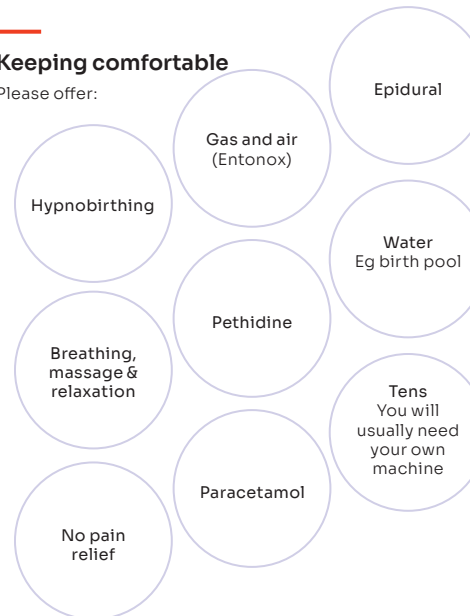 Keeping comfortable
Please offer:
Epidural
Gas and air
(Entonox)
Hypnobirthing
Water
Eg birth pool
Pethidine
Breathing,
massage &
relaxation
Tens
You will
usually need
your own
machine
Paracetamol
No pain
relief